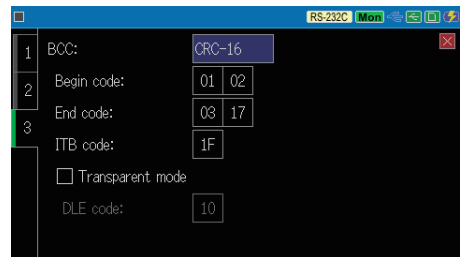 RS-232C Mon
1
2
3
BCC: CRC-16
Begin code: 01 02
End code: 03 17
ITB code: 1F
Transparent mode
DLE code: 10